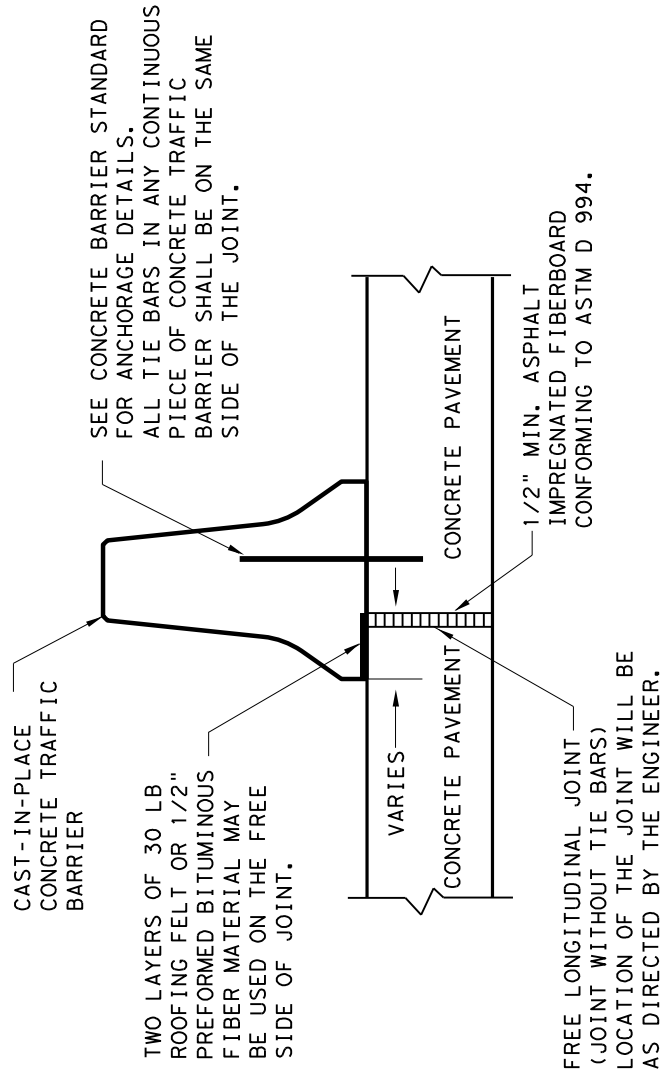 CAST-IN-PLACE
CONCRETE TRAFFIC
BARRIER
SEE CONCRETE BARRIER STANDARD
FOR ANCHORAGE DETAILS.
ALL TIE BARS IN ANY CONTINUOUS
PIECE OF CONCRETE TRAFFIC
BARRIER SHALL BE ON THE SAME
SIDE OF THE JOINT.
TWO LAYERS OF 30 LB
ROOFING FELT OR 1/2"
PREFORMED BITUMINOUS
FIBER MATERIAL MAY
BE USED ON THE FREE
SIDE OF JOINT.
VARIES
CONCRETE PAVEMENT
CONCRETE PAVEMENT
1/2" MIN. ASPHALT
IMPREGNATED FIBERBOARD
CONFORMING TO ASTM D 994.
FREE LONGITUDINAL JOINT
(JOINT WITHOUT TIE BARS)
LOCATION OF THE JOINT WILL BE
AS DIRECTED BY THE ENGINEER.